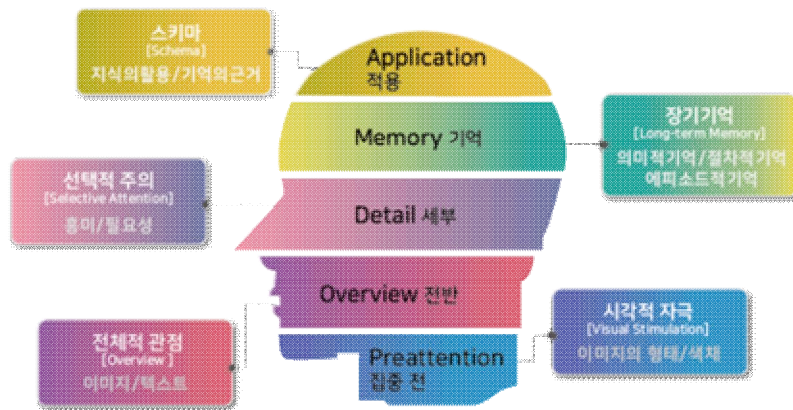 스키마
[Schema]
지식의활용/기억의근거
Application
적용
Memory 기억
장기기억
[Long-term Memory]
의미적기억/절차적기억
에피소드적기억
선택적 주의
[Selective Attention]
흥미/필요성
Detail 세부
Overview 전반
전체적 관점
[Overview ]
이미지/텍스트
시각적 자극
[Visual Stimulation]
이미지의 형태/색채
Preattention
집중 전